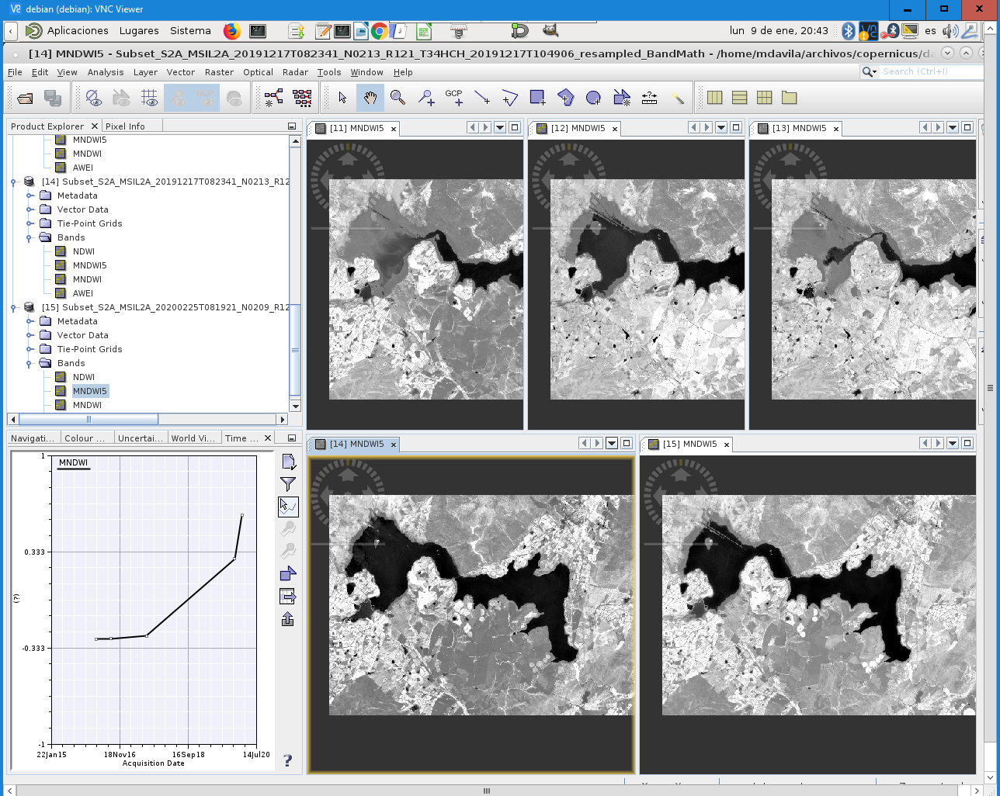 debian (debian): VNC Viewer
Aplicaciones Lugares Sistema
lun 9 de ene, 20:43
es
[14] MNDWI5 - Subset_S2A_MSIL2A_20191217T082341_N0213_R121_T34HCH_20191217T104906_resampled_BandMath - /home/mdavila/archivos/copernicus/da
File Edit View Analysis Layer Vector Raster Optical Radar Tools Window Help
Search (Ctrl+I)
GCP
GCP
Product Explorer
Pixel Info
MNDWI5
MNDWI
AWEI
[14] Subset_S2A_MSIL2A_20191217T082341_N0213_R12
Metadata
Vector Data
Tie-Point Grids
Bands
NDWI
MNDWI5
MNDWI
AWEI
[15] Subset_S2A_MSIL2A_20200225T081921_N0209_R12
Metadata
Vector Data
Tie-Point Grids
Bands
NDWI
MNDWI5
MNDWI
[11] MNDWI5
[12] MNDWI5
[13] MNDWI5
Navigati... Colour ... Uncertai... World Vi... Time ...
MNDWI
1
0.333
(?)
-0.333
-1
22Jan15 18Nov16 16Sep18 14Jul20
Acquisition Date
[14] MNDWI5
[15] MNDWI5